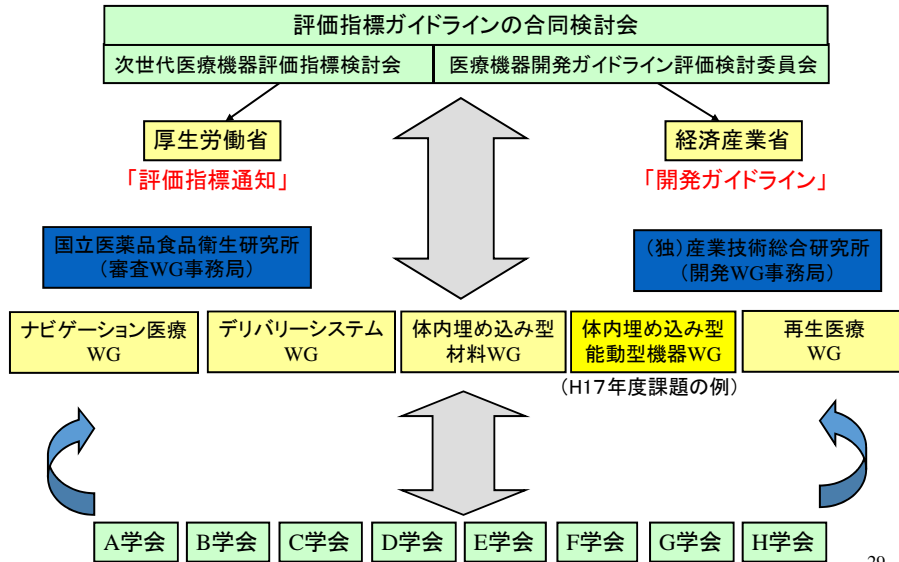 評価指標ガイドラインの合同検討会
次世代医療機器評価指標検討会
医療機器開発ガイドライン評価検討委員会
厚生労働省
経済産業省
「評価指標通知」
「開発ガイドライン」
国立医薬品食品衛生研究所
（審査WG事務局）
（独）産業技術総合研究所
（開発WG事務局）
ナビゲーション医療
WG
デリバリーシステム
WG
体内埋め込み型
材料WG
体内埋め込み型
能動型機器WG
再生医療
WG
（H17年度課題の例）
A学会
B学会
C学会
D学会
E学会
F学会
G学会
H学会
29